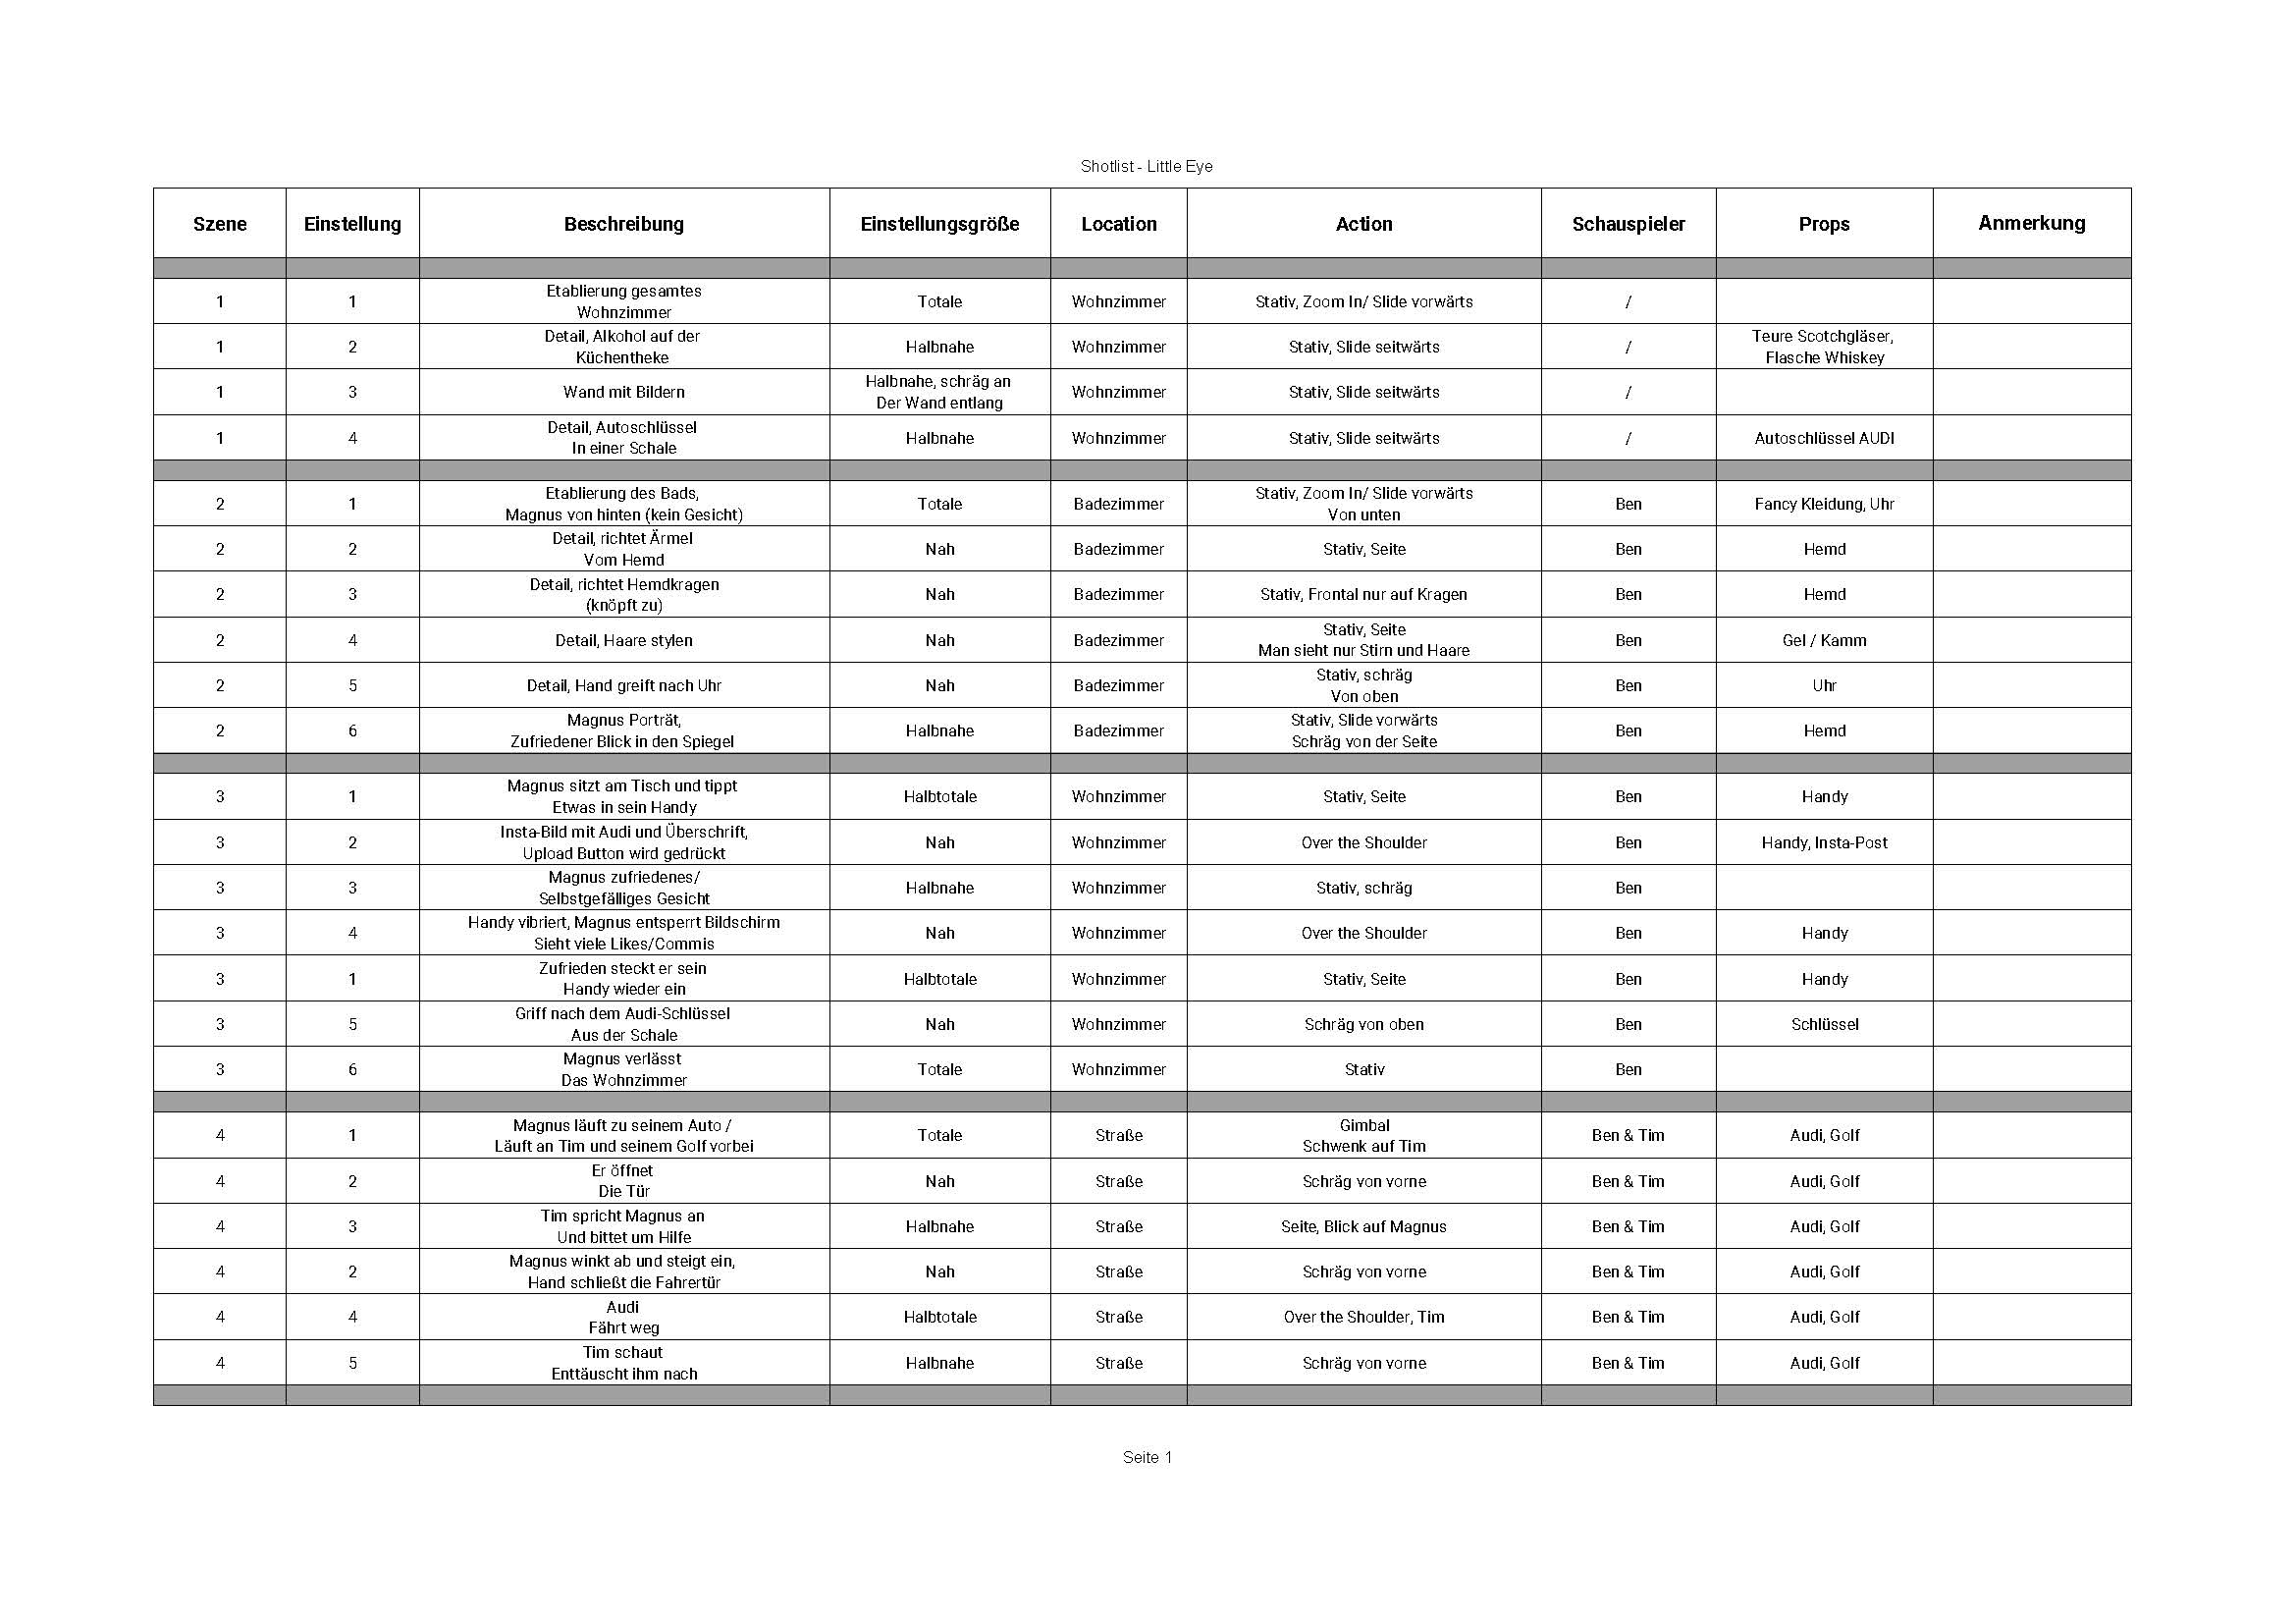 Shotlist - Little Eye
Szene Einstellung Beschreibung Einstellungsgröße Location Action Schauspieler Props Anmerkung
1 1 Etablierung gesamtes Wohnzimmer Totale Wohnzimmer Stativ, Zoom In/ Slide vorwärts /
1 2 Detail, Alkohol auf der Küchentheke Halbnahe Wohnzimmer Stativ, Slide seitwärts / Teure Scotchgläser, Flasche Whiskey
1 3 Wand mit Bildern Halbnahe, schräg an Der Wand entlang Wohnzimmer Stativ, Slide seitwärts /
1 4 Detail, Autoschlüssel In einer Schale Halbnahe Wohnzimmer Stativ, Slide seitwärts / Autoschlüssel AUDI
2 1 Etablierung des Bads, Magnus von hinten (kein Gesicht) Totale Badezimmer Stativ, Zoom In/ Slide vorwärts Von unten Ben Fancy Kleidung, Uhr
2 2 Detail, richtet Ärmel Vom Hemd Nah Badezimmer Stativ, Seite Ben Hemd
2 3 Detail, richtet Hemdkragen (knöpft zu) Nah Badezimmer Stativ, Frontal nur auf Kragen Ben Hemd
2 4 Detail, Haare stylen Nah Badezimmer Stativ, Seite Man sieht nur Stirn und Haare Ben Gel / Kamm
2 5 Detail, Hand greift nach Uhr Nah Badezimmer Stativ, schräg Von oben Ben Uhr
2 6 Magnus Porträt, Zufriedener Blick in den Spiegel Halbnahe Badezimmer Stativ, Slide vorwärts Schräg von der Seite Ben Hemd
3 1 Magnus sitzt am Tisch und tippt Etwas in sein Handy Halbtotale Wohnzimmer Stativ, Seite Ben Handy
3 2 Insta-Bild mit Audi und Überschrift, Upload Button wird gedrückt Nah Wohnzimmer Over the Shoulder Ben Handy, Insta-Post
3 3 Magnus zufriedenes/ Selbstgefälliges Gesicht Halbnahe Wohnzimmer Stativ, schräg Ben
3 4 Handy vibriert, Magnus entsperrt Bildschirm Sieht viele Likes/Commis Nah Wohnzimmer Over the Shoulder Ben Handy
3 1 Zufrieden steckt er sein Handy wieder ein Halbtotale Wohnzimmer Stativ, Seite Ben Handy
3 5 Griff nach dem Audi-Schlüssel Aus der Schale Nah Wohnzimmer Schräg von oben Ben Schlüssel
3 6 Magnus verlässt Das Wohnzimmer Totale Wohnzimmer Stativ Ben
4 1 Magnus läuft zu seinem Auto / Läuft an Tim und seinem Golf vorbei Totale Straße Gimbal Schwenk auf Tim Ben & Tim Audi, Golf
4 2 Er öffnet Die Tür Nah Straße Schräg von vorne Ben & Tim Audi, Golf
4 3 Tim spricht Magnus an Und bittet um Hilfe Halbnahe Straße Seite, Blick auf Magnus Ben & Tim Audi, Golf
4 2 Magnus winkt ab und steigt ein, Hand schließt die Fahrertür Nah Straße Schräg von vorne Ben & Tim Audi, Golf
4 4 Audi Fährt weg Halbtotale Straße Over the Shoulder, Tim Ben & Tim Audi, Golf
4 5 Tim schaut Enttäuscht ihm nach Halbnahe Straße Schräg von vorne Ben & Tim Audi, Golf
Seite 1